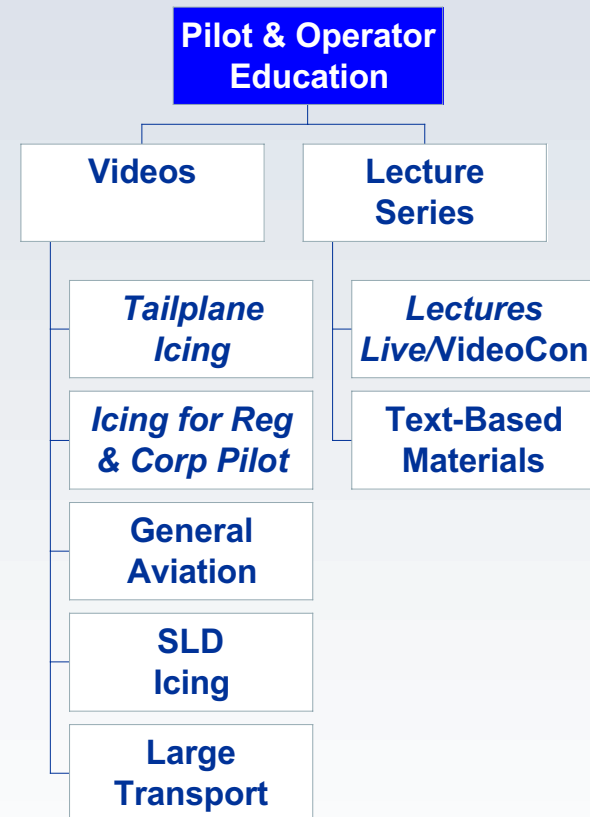 Pilot & Operator
Education
Videos
Lecture
Series
Tailplane
Icing
Icing for Reg
& Corp Pilot
General
Aviation
SLD
Icing
Large
Transport
Lectures
Live/VideoCon
Text-Based
Materials